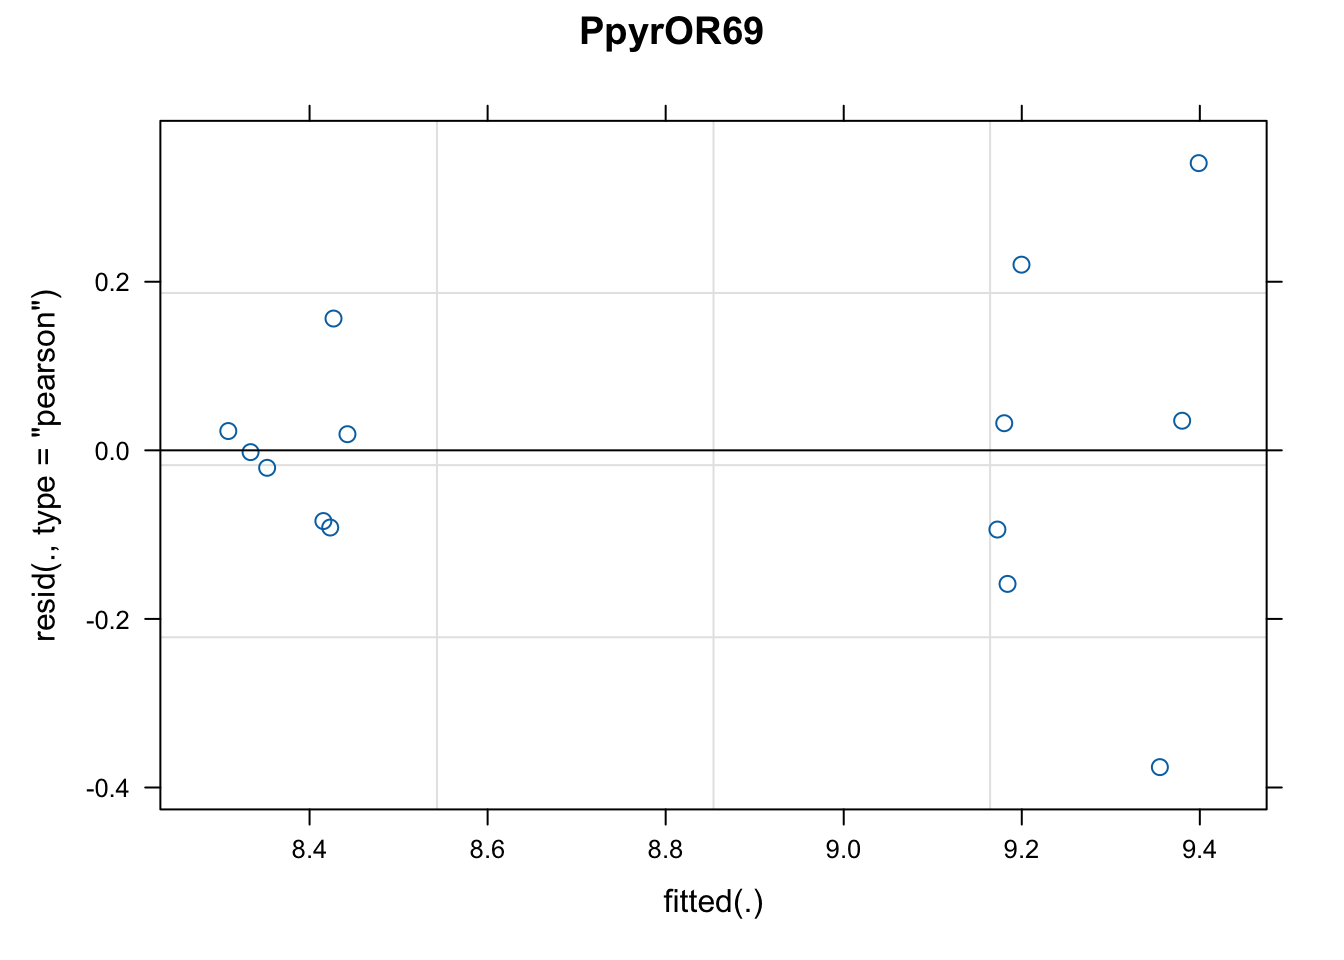 PpyrOR69
resid(., type = "pearson")
0.2
0.0
-0.2
-0.4
8.4 8.6 8.8 9.0 9.2 9.4
fitted(.)